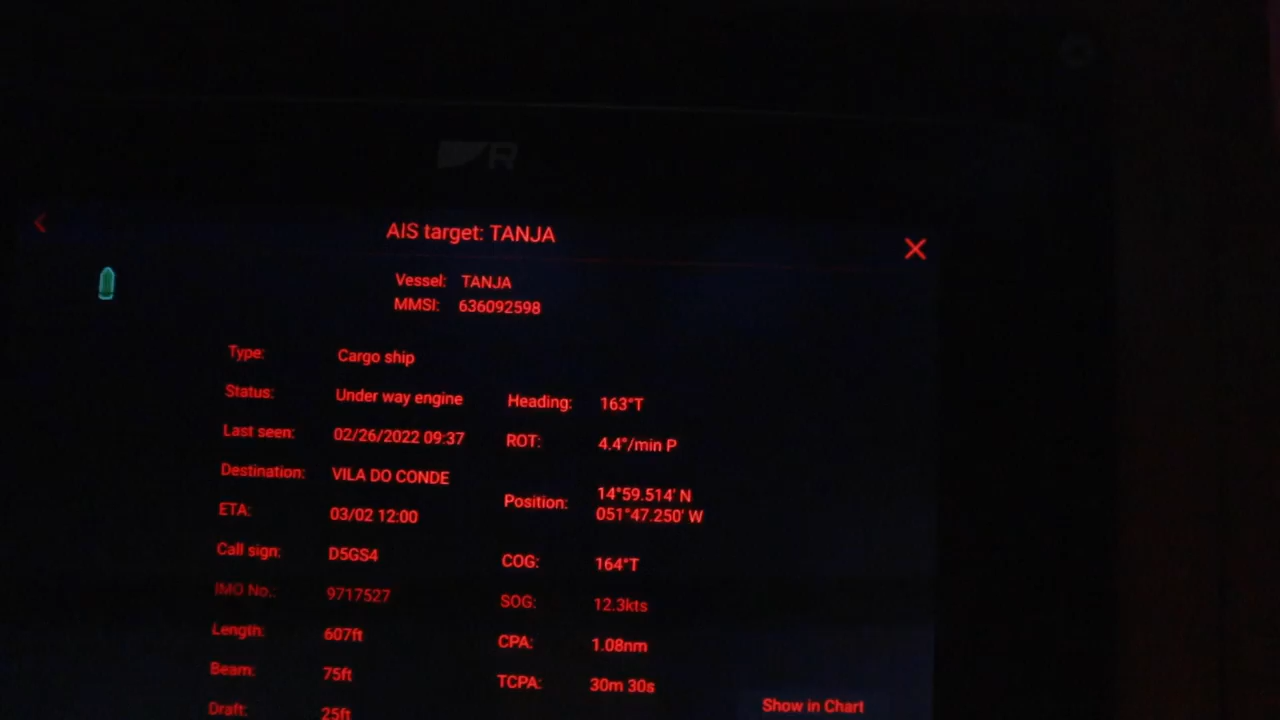 R
AIS target: TANJA
Vessel: TANJA
MMSI: 636092598
Type: Cargo ship
Status: Under way engine Heading: 163°T
Last seen: 02/26/2022 09:37 ROT: 4.4°/min P
Destination: VILA DO CONDE Position: 14°59.514' N
051°47.250' W
ETA: 03/02 12:00
Call sign: D5GS4 COG: 164°T
IMO No.: 9717527 SOG: 12.3kts
Length: 607ft CPA: 1.08nm
Beam: 75ft TCPA: 30m 30s
Draft: 25ft Show in Chart